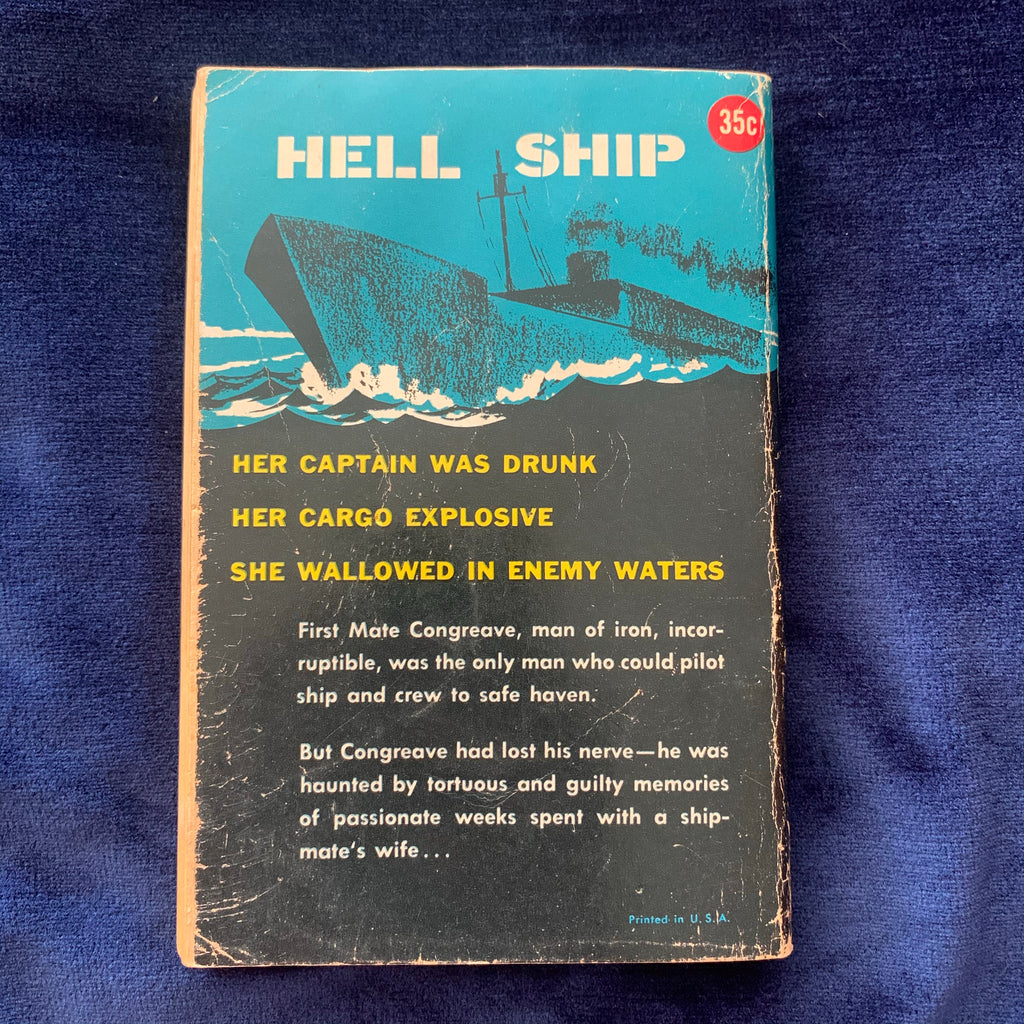 35c
HELL SHIP
HER CAPTAIN WAS DRUNK
HER CARGO EXPLOSIVE
SHE WALLOWED IN ENEMY WATERS
First Mate Congreave, man of iron, incor-
ruptible, was the only man who could pilot
ship and crew to safe haven.
But Congreave had lost his nerve—he was
haunted by tortuous and guilty memories
of passionate weeks spent with a ship-
mate's wife...
Printed in U. S. A.